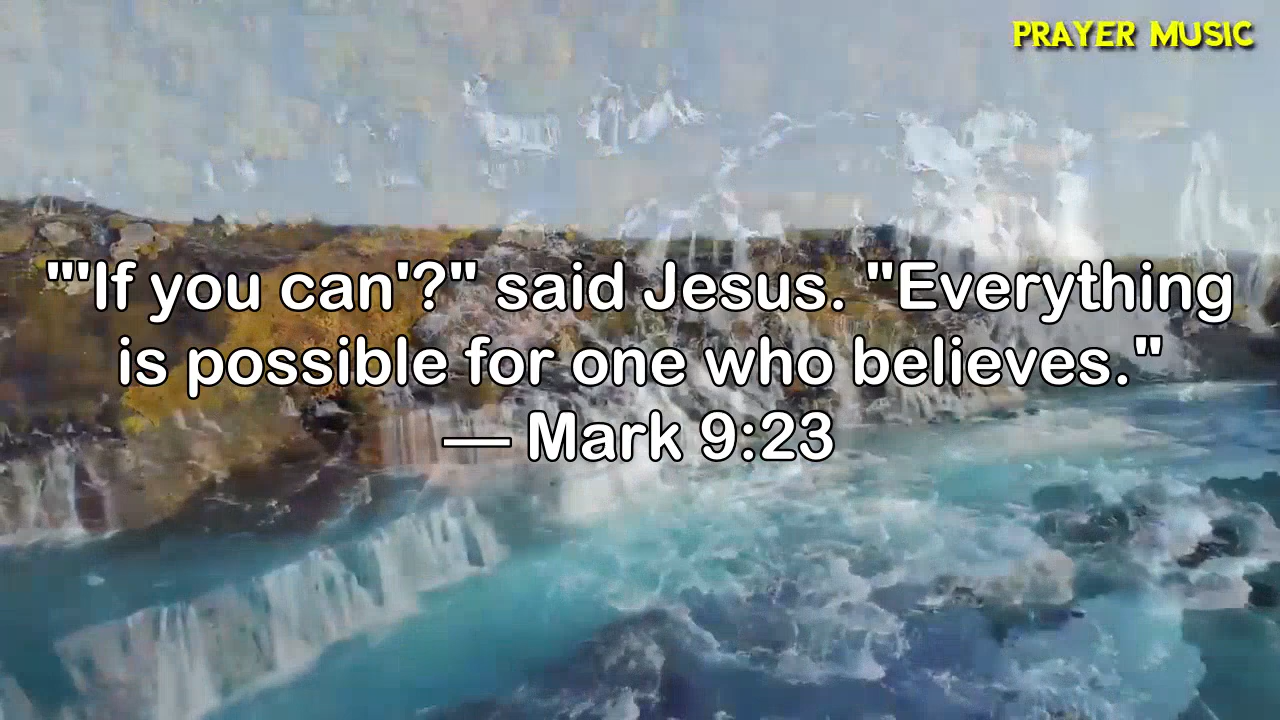 PRAYER MUSIC
"'If you can'?" said Jesus. "Everything
is possible for one who believes."
— Mark 9:23